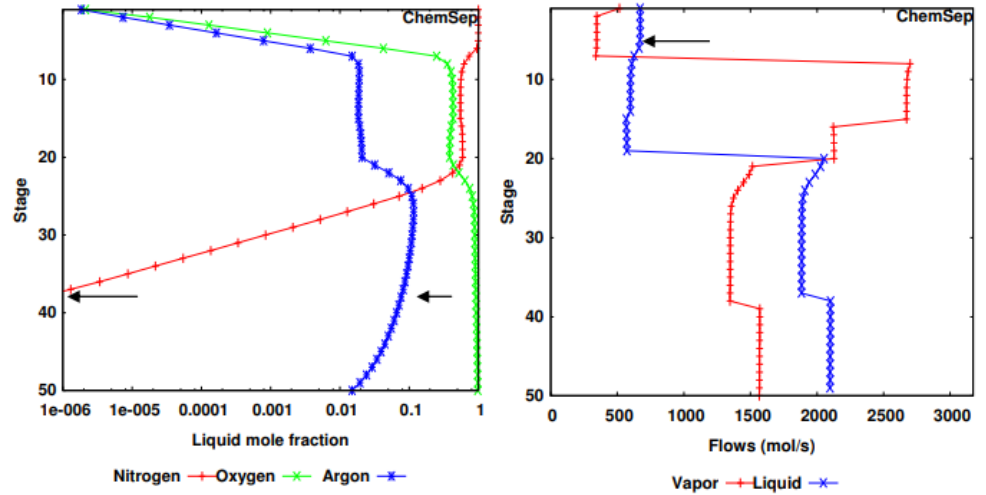 ChemSep
10
20
30
40
50
Stage
1e-006 1e-005 0.0001 0.001 0.01 0.1 1
Liquid mole fraction
Nitrogen Oxygen Argon
ChemSep
10
20
30
40
50
Stage
0 500 1000 1500 2000 2500 3000
Flows (mol/s)
Vapor Liquid